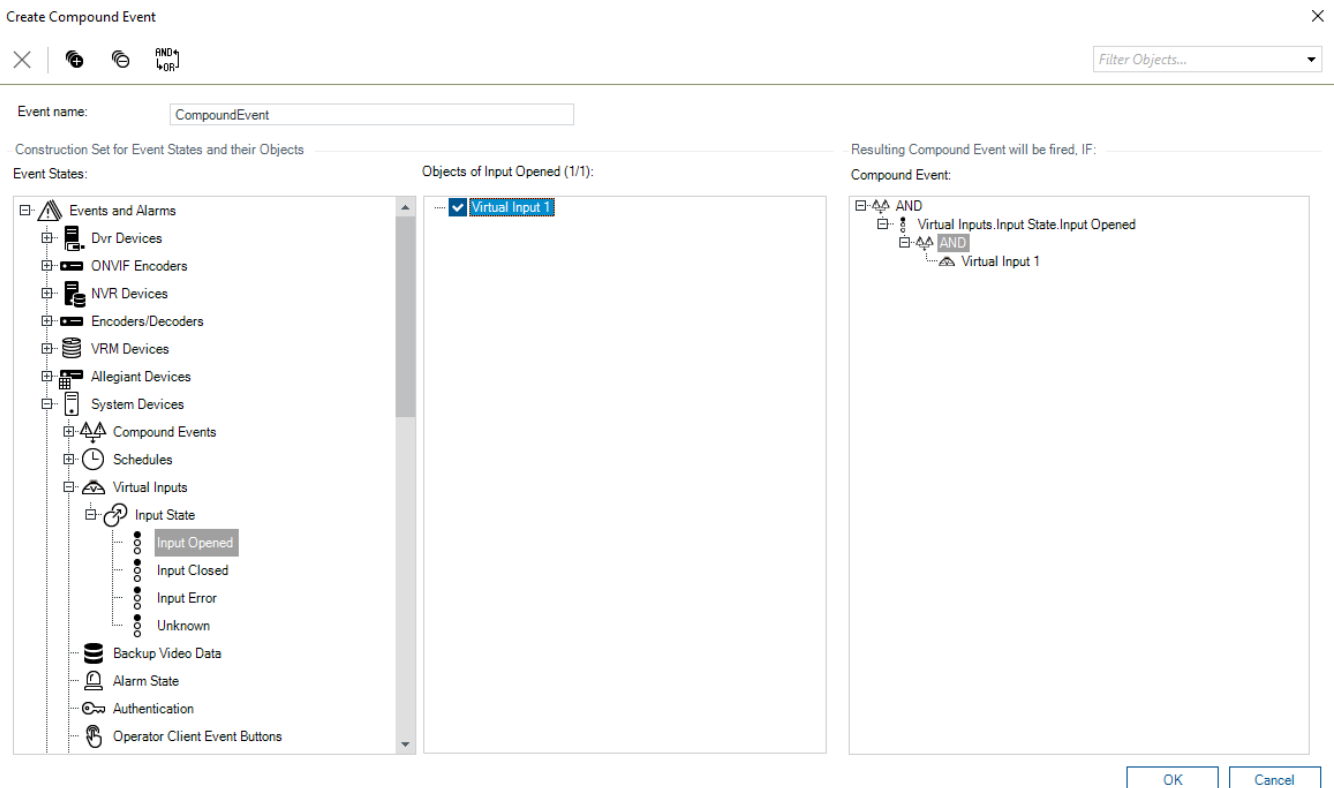 Create Compound Event
AND
OR
Filter Objects...
Event name:
CompoundEvent
Construction Set for Event States and their Objects
Event States:
Events and Alarms
Dvr Devices
ONVIF Encoders
NVR Devices
Encoders/Decoders
VRM Devices
Allegiant Devices
System Devices
Compound Events
Schedules
Virtual Inputs
Input State
Input Opened
Input Closed
Input Error
Unknown
Backup Video Data
Alarm State
Authentication
Operator Client Event Buttons
Objects of Input Opened (1/1):
Virtual Input 1
Resulting Compound Event will be fired, IF:
Compound Event:
AND
Virtual Inputs.Input State.Input Opened
AND
Virtual Input 1
OK
Cancel